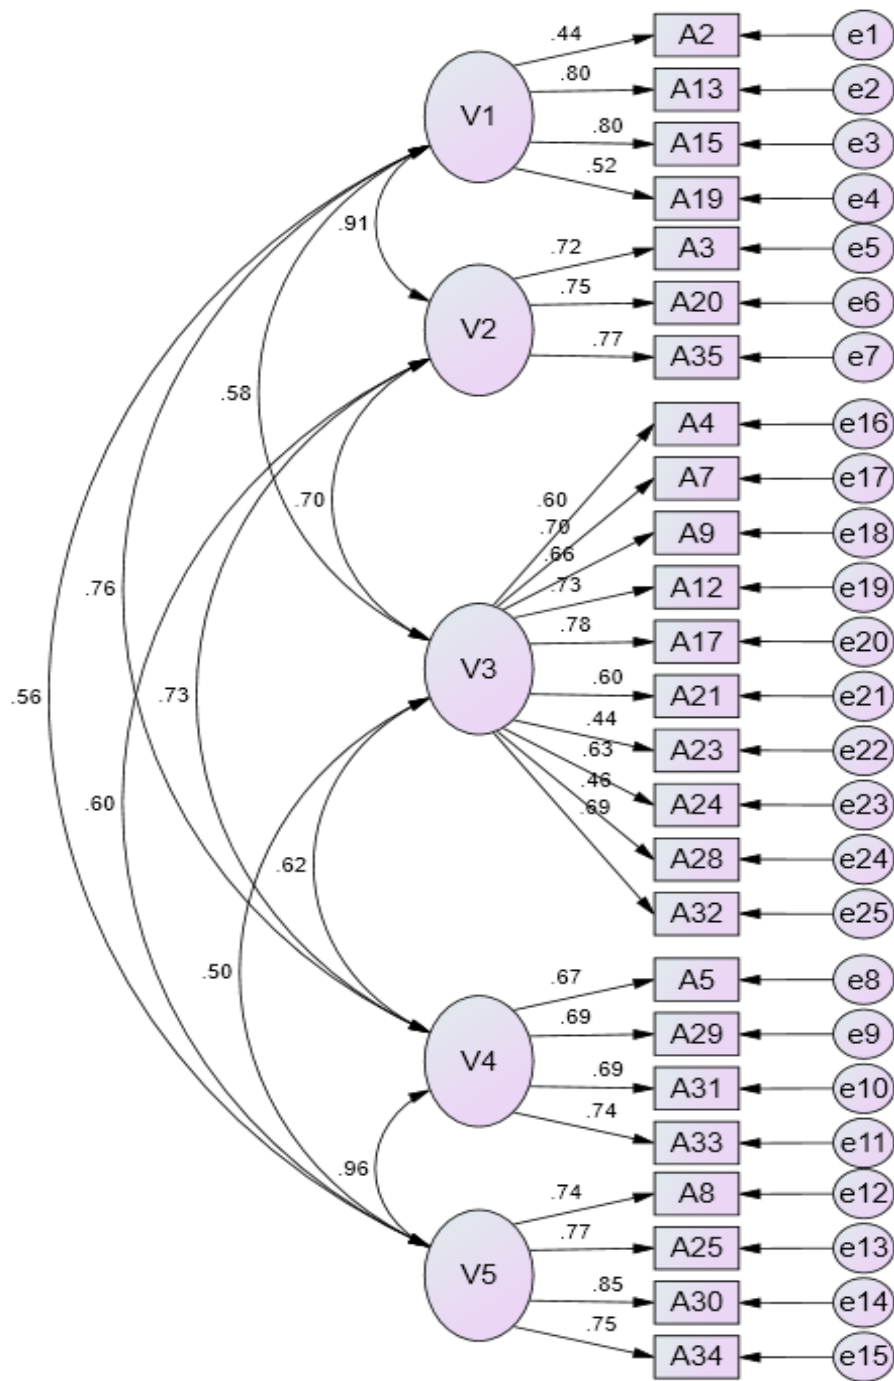 .44 A2 e1
.80 A13 e2
V1
.80 A15 e3
.52 A19 e4
.91
.72 A3 e5
.75 A20 e6
V2
.77 A35 e7
.58
.60 A4 e16
.70 A7 e17
.70
.66 A9 e18
.73 A12 e19
.76
.78 A17 e20
V3
.60 A21 e21
.56
.73
.44 A23 e22
.63 A24 e23
.60
.46 A28 e24
.69 A32 e25
.62
.50
.67 A5 e8
.69 A29 e9
V4
.69 A31 e10
.74 A33 e11
.96
.74 A8 e12
.77 A25 e13
V5
.85 A30 e14
.75 A34 e15